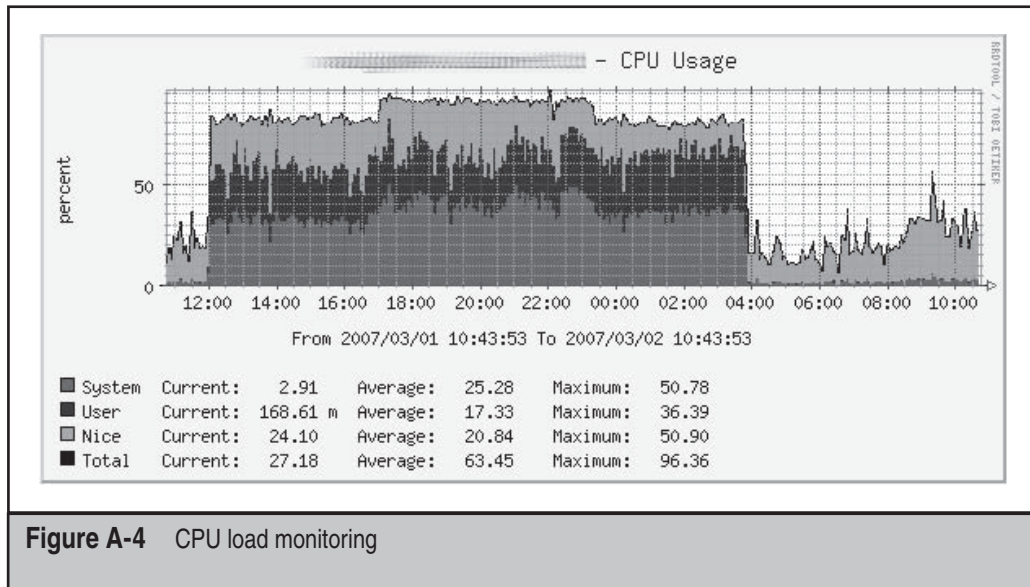 - CPU Usage
RRDTOOL / TOBI OETIKER
percent
50
0
12:00 14:00 16:00 18:00 20:00 22:00 00:00 02:00 04:00 06:00 08:00 10:00
From 2007/03/01 10:43:53 To 2007/03/02 10:43:53
System Current: 2.91 Average: 25.28 Maximum: 50.78
User Current: 168.61 m Average: 17.33 Maximum: 36.39
Nice Current: 24.10 Average: 20.84 Maximum: 50.90
Total Current: 27.18 Average: 63.45 Maximum: 96.36
Figure A-4 CPU load monitoring